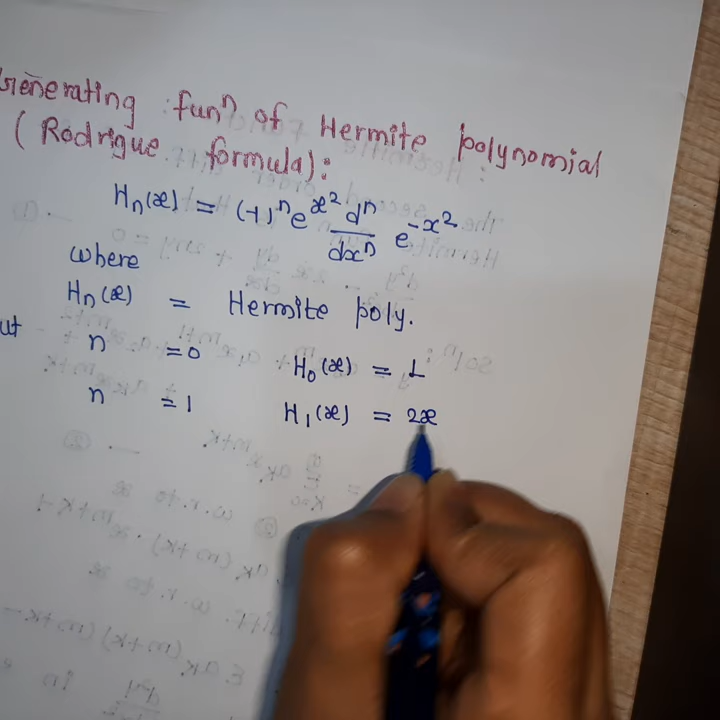 Generating funⁿ of Hermite polynomial
(Rodrigue formula):
Hₙ(x) = (-1)ⁿ e^x² dⁿ/dxⁿ e^-x²
where
Hₙ(x) = Hermite poly.
n = 0 H₀(x) = 1
n = 1 H₁(x) = 2x